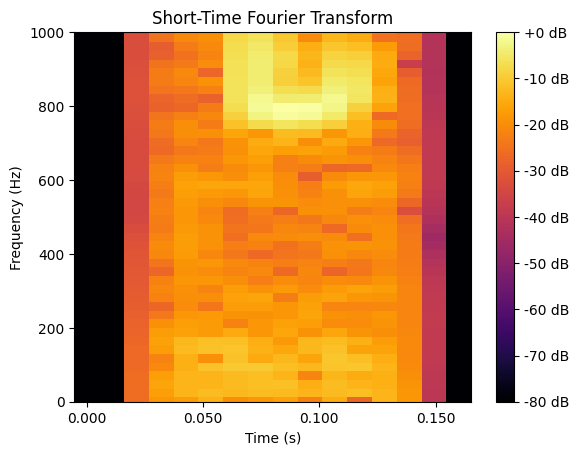 Short-Time Fourier Transform
1000
800
600
400
200
0
Frequency (Hz)
0.000
0.050
0.100
0.150
Time (s)
+0 dB
-10 dB
-20 dB
-30 dB
-40 dB
-50 dB
-60 dB
-70 dB
-80 dB